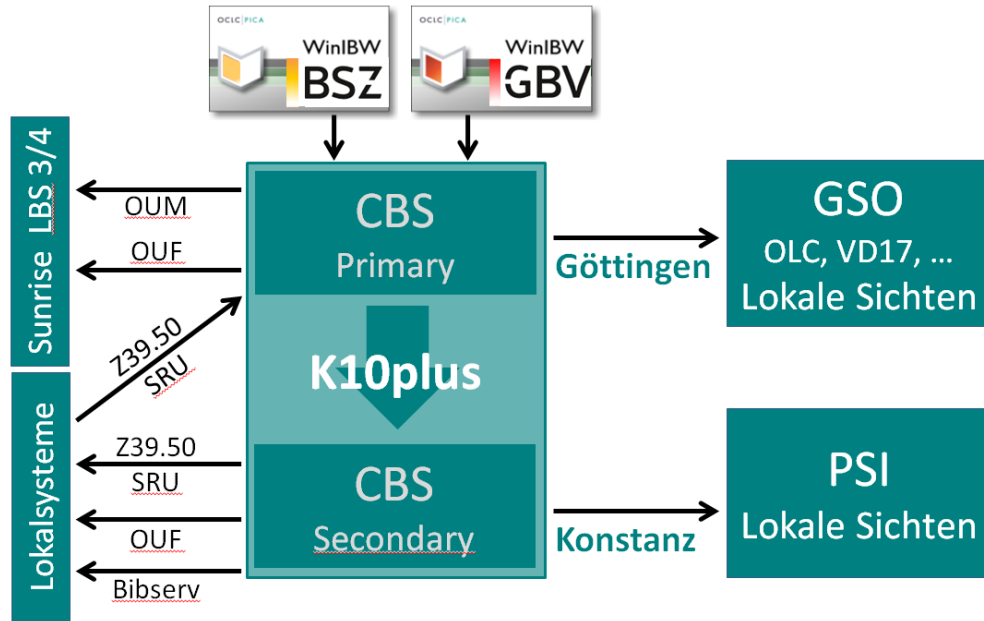 OCLC|PICA
WinIBW
BSZ
OCLC|PICA
WinIBW
GBV
Sunrise LBS 3/4
Lokalsysteme
OUM
OUF
Z39.50
SRU
Z39.50
SRU
OUF
Bibserv
CBS
Primary
K10plus
CBS
Secondary
Göttingen
Konstanz
GSO
OLC, VD17, ...
Lokale Sichten
PSI
Lokale Sichten